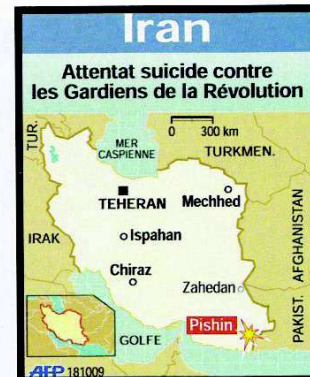 Iran
Attentat suicide contre
les Gardiens de la Révolution
0 300 km
TUR.
MER
CASPIENNE
TURKMEN.
TEHERAN
Mechhed
AFGHANISTAN
IRAK
Ispahan
Chiraz
Zahedan
PAKIST.
Pishin
GOLFE
AFP 181009